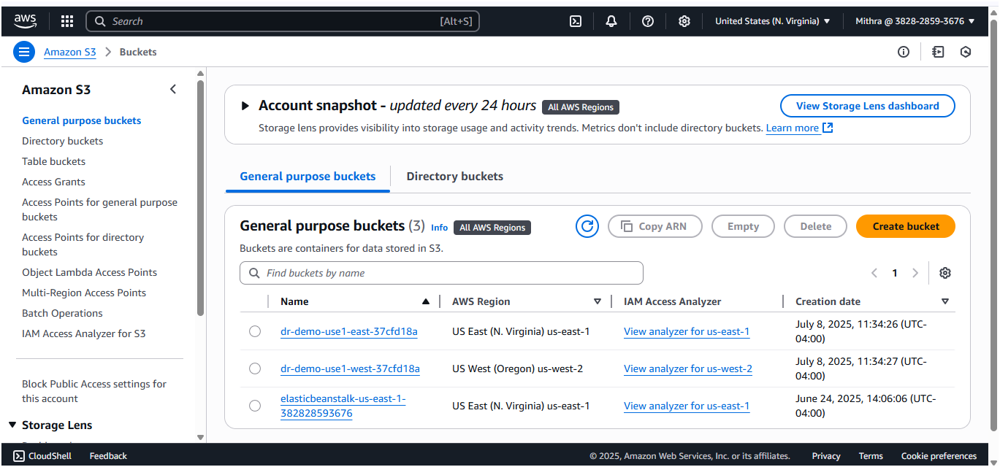 aws
Search [Alt+S]
United States (N. Virginia)
Mithra @ 3828-2859-3676
Amazon S3 > Buckets
Amazon S3
General purpose buckets
Directory buckets
Table buckets
Access Grants
Access Points for general purpose
buckets
Access Points for directory
buckets
Object Lambda Access Points
Multi-Region Access Points
Batch Operations
IAM Access Analyzer for S3
Block Public Access settings for
this account
Storage Lens
Account snapshot - updated every 24 hours All AWS Regions
View Storage Lens dashboard
Storage lens provides visibility into storage usage and activity trends. Metrics don't include directory buckets. Learn more
General purpose buckets Directory buckets
General purpose buckets (3) Info All AWS Regions
Copy ARN Empty Delete Create bucket
Buckets are containers for data stored in S3.
Find buckets by name
1
Name AWS Region IAM Access Analyzer Creation date
dr-demo-use1-east-37cfd18a US East (N. Virginia) us-east-1 View analyzer for us-east-1 July 8, 2025, 11:34:26 (UTC-
04:00)
dr-demo-use1-west-37cfd18a US West (Oregon) us-west-2 View analyzer for us-west-2 July 8, 2025, 11:34:27 (UTC-
04:00)
elasticbeanstalk-us-east-1-
382828593676 US East (N. Virginia) us-east-1 View analyzer for us-east-1 June 24, 2025, 14:06:06 (UTC-
04:00)
CloudShell Feedback © 2025, Amazon Web Services, Inc. or its affiliates. Privacy Terms Cookie preferences